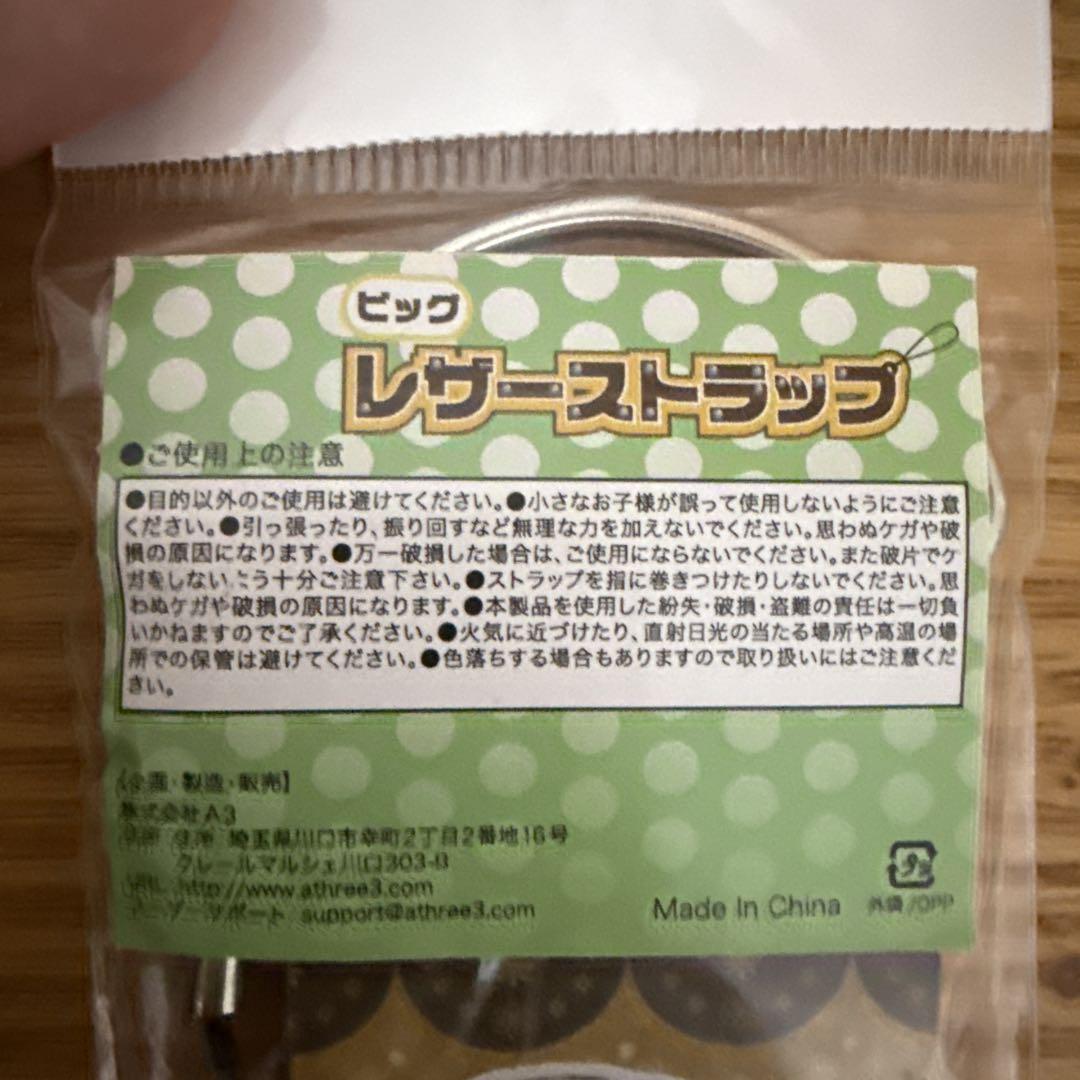 ビッグ
レザーストラップ
●ご使用上の注意
●目的以外のご使用は避けてください。●小さなお子様が誤って使用しないようにご注意
ください。●引っ張ったり、振り回すなど無理な力を加えないでください。思わぬケガや破
損の原因になります。●万一破損した場合は、ご使用にならないでください。また破片でケ
ガをしない こう十分ご注意下さい。●ストラップを指に巻きつけたりしないでください。思
わぬケガや破損の原因になります。●本製品を使用した紛失・破損・盗難の責任は一切負
いかねますのでご了承ください。●火気に近づけたり、直射日光の当たる場所や高温の場
所での保管は避けてください。●色落ちする場合もありますので取り扱いにはご注意くだ
さい。
【企画・製造・販売】
株式会社A3
住所 埼玉県川口市幸町2丁目2番地16号
クレールマルシェ川口303-B
URL http://www.athree3.com
ユーザーサポート support@athree3.com
Made In China
プラ
外装/OPP